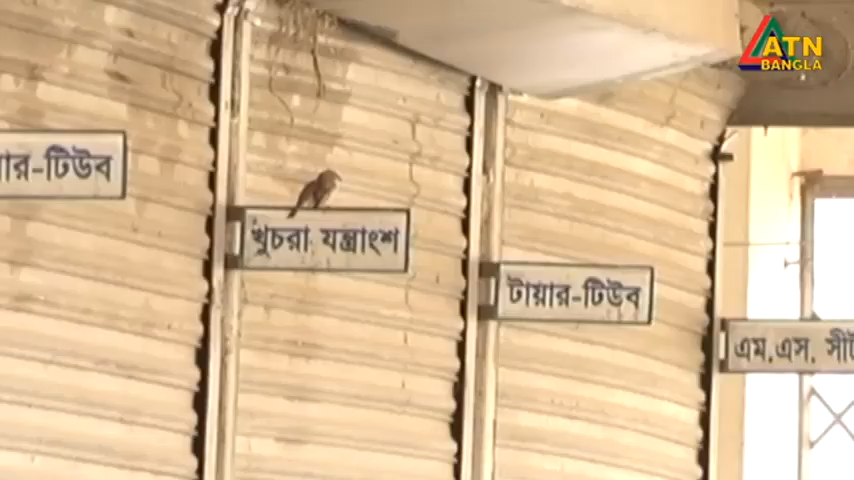 ATN
BANGLA
ার-টিউব
খুচরা যন্ত্রাংশ
টায়ার-টিউব
এম.এস. সীট